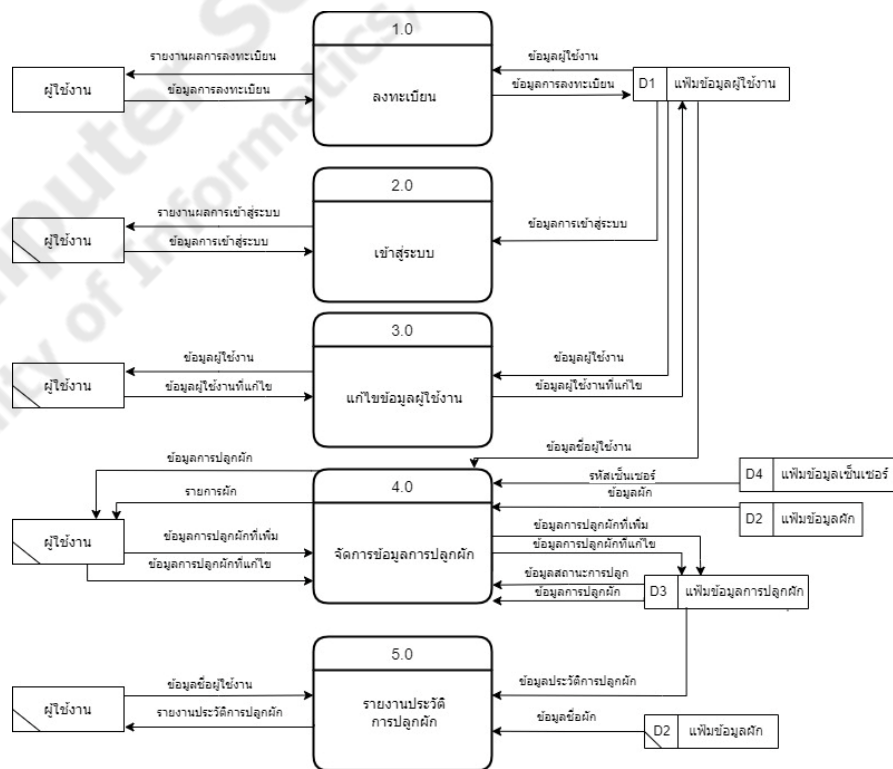 Computer Su
ity of Informatics,
1.0
รายงานผลการลงทะเบียน
ข้อมูลผู้ใช้งาน
ผู้ใช้งาน
ข้อมูลการลงทะเบียน
ลงทะเบียน
ข้อมูลการลงทะเบียน
D1
แฟ้มข้อมูลผู้ใช้งาน
2.0
รายงานผลการเข้าสู่ระบบ
ข้อมูลการเข้าสู่ระบบ
ผู้ใช้งาน
ข้อมูลการเข้าสู่ระบบ
เข้าสู่ระบบ
3.0
ข้อมูลผู้ใช้งาน
ข้อมูลผู้ใช้งาน
ผู้ใช้งาน
ข้อมูลผู้ใช้งานที่แก้ไข
แก้ไขข้อมูลผู้ใช้งาน
ข้อมูลผู้ใช้งานที่แก้ไข
ข้อมูลชื่อผู้ใช้งาน
ข้อมูลการปลูกผัก
รหัสเซ็นเซอร์
D4
แฟ้มข้อมูลเซ็นเซอร์
รายการผัก
4.0
ข้อมูลผัก
D2
แฟ้มข้อมูลผัก
ผู้ใช้งาน
ข้อมูลการปลูกผักที่เพิ่ม
จัดการข้อมูลการปลูกผัก
ข้อมูลการปลูกผักที่เพิ่ม
ข้อมูลการปลูกผักที่แก้ไข
ข้อมูลการปลูกผักที่แก้ไข
ข้อมูลสถานะการปลูก
ข้อมูลการปลูกผัก
D3
แฟ้มข้อมูลการปลูกผัก
5.0
ข้อมูลชื่อผู้ใช้งาน
ข้อมูลประวัติการปลูกผัก
ผู้ใช้งาน
รายงานประวัติการปลูกผัก
รายงานประวัติ
การปลูกผัก
ข้อมูลชื่อผัก
D2
แฟ้มข้อมูลผัก